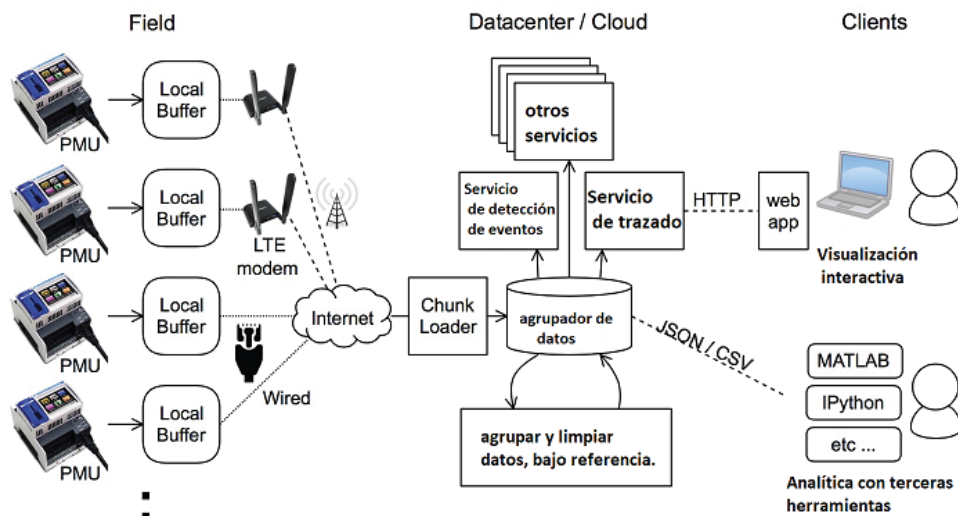 Field
Datacenter / Cloud
Clients
PMU
Local
Buffer
PMU
Local
Buffer
LTE
modem
PMU
Local
Buffer
PMU
Local
Buffer
Wired
Internet
Chunk
Loader
otros
servicios
Servicio
de detección
de eventos
Servicio
de trazado
agrupador de
datos
agrupar y limpiar
datos, bajo referencia.
HTTP
web
app
Visualización
interactiva
JSON / CSV
MATLAB
IPython
etc ...
Analítica con terceras
herramientas